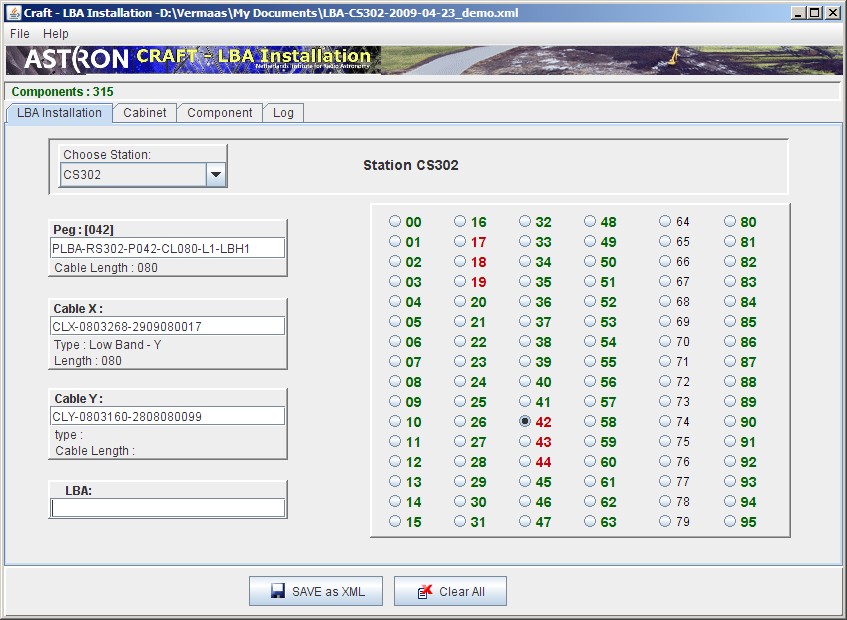 Craft - LBA Installation -D:\Vermaas\My Documents\LBA-CS302-2009-04-23_demo.xml
File Help
ASTRON CRAFT - LBA Installation
Netherlands Institute for Radio Astronomy
Components : 315
LBA Installation Cabinet Component Log
Choose Station:
CS302
Station CS302
Peg : [042]
PLBA-RS302-P042-CL080-L1-LBH1
Cable Length : 080
Cable X :
CLX-0803268-2909080017
Type : Low Band - Y
Length : 080
Cable Y :
CLY-0803160-2808080099
type :
Cable Length :
LBA:
00 16 32 48 64 80
01 17 33 49 65 81
02 18 34 50 66 82
03 19 35 51 67 83
04 20 36 52 68 84
05 21 37 53 69 85
06 22 38 54 70 86
07 23 39 55 71 87
08 24 40 56 72 88
09 25 41 57 73 89
10 26 42 58 74 90
11 27 43 59 75 91
12 28 44 60 76 92
13 29 45 61 77 93
14 30 46 62 78 94
15 31 47 63 79 95
SAVE as XML Clear All